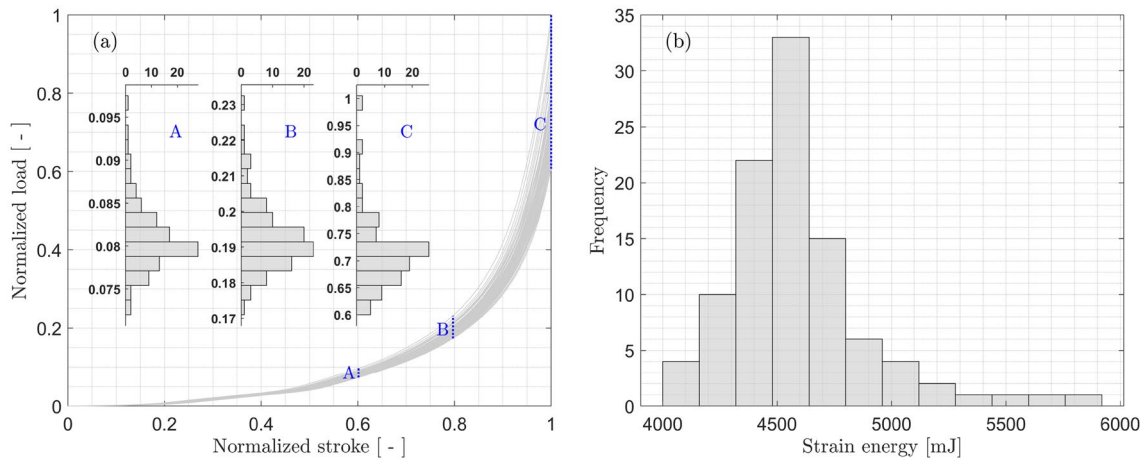 (a)
0 10 20
0 10 20
0 10 20
A
B
C
0.095
0.09
0.085
0.08
0.075
0.23
0.22
0.21
0.2
0.19
0.18
0.17
1
0.95
0.9
0.85
0.8
0.75
0.7
0.65
0.6
C
B
A
1
0.8
0.6
0.4
0.2
0
Normalized load [ - ]
0 0.2 0.4 0.6 0.8 1
Normalized stroke [ - ]
(b)
35
30
25
20
15
10
5
0
Frequency
4000 4500 5000 5500 6000
Strain energy [mJ]